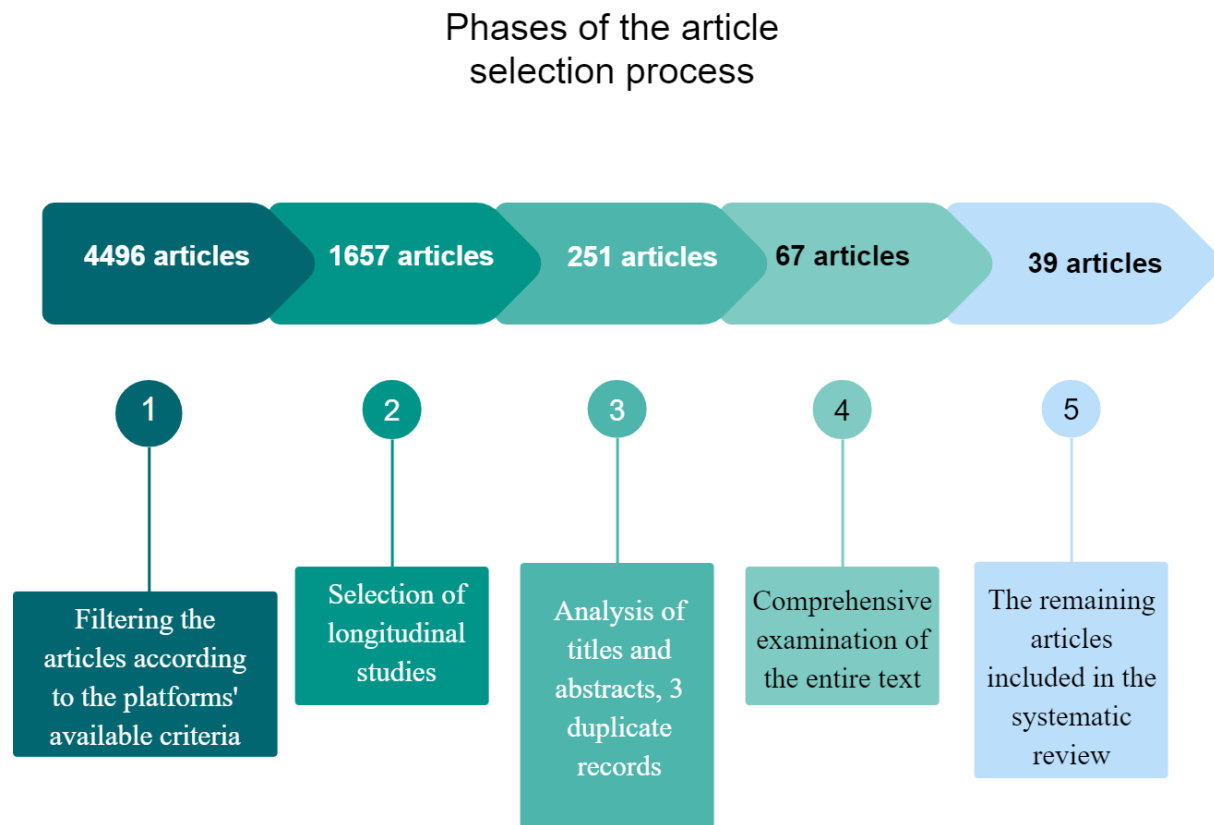 Phases of the article
selection process
4496 articles
1657 articles
251 articles
67 articles
39 articles
1
2
3
4
5
Filtering the
articles according
to the platforms'
available criteria
Selection of
longitudinal
studies
Analysis of
titles and
abstracts, 3
duplicate
records
Comprehensive
examination of
the entire text
The remaining
articles
included in the
systematic
review